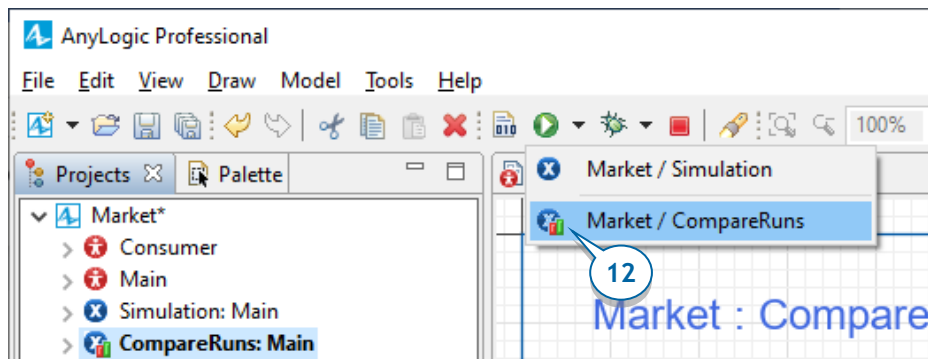 AnyLogic Professional
File Edit View Draw Model Tools Help
010 100%
Projects Palette
Market / Simulation
Market*
Market / CompareRuns
Consumer
12
Main
Simulation: Main
Market : Compare
CompareRuns: Main